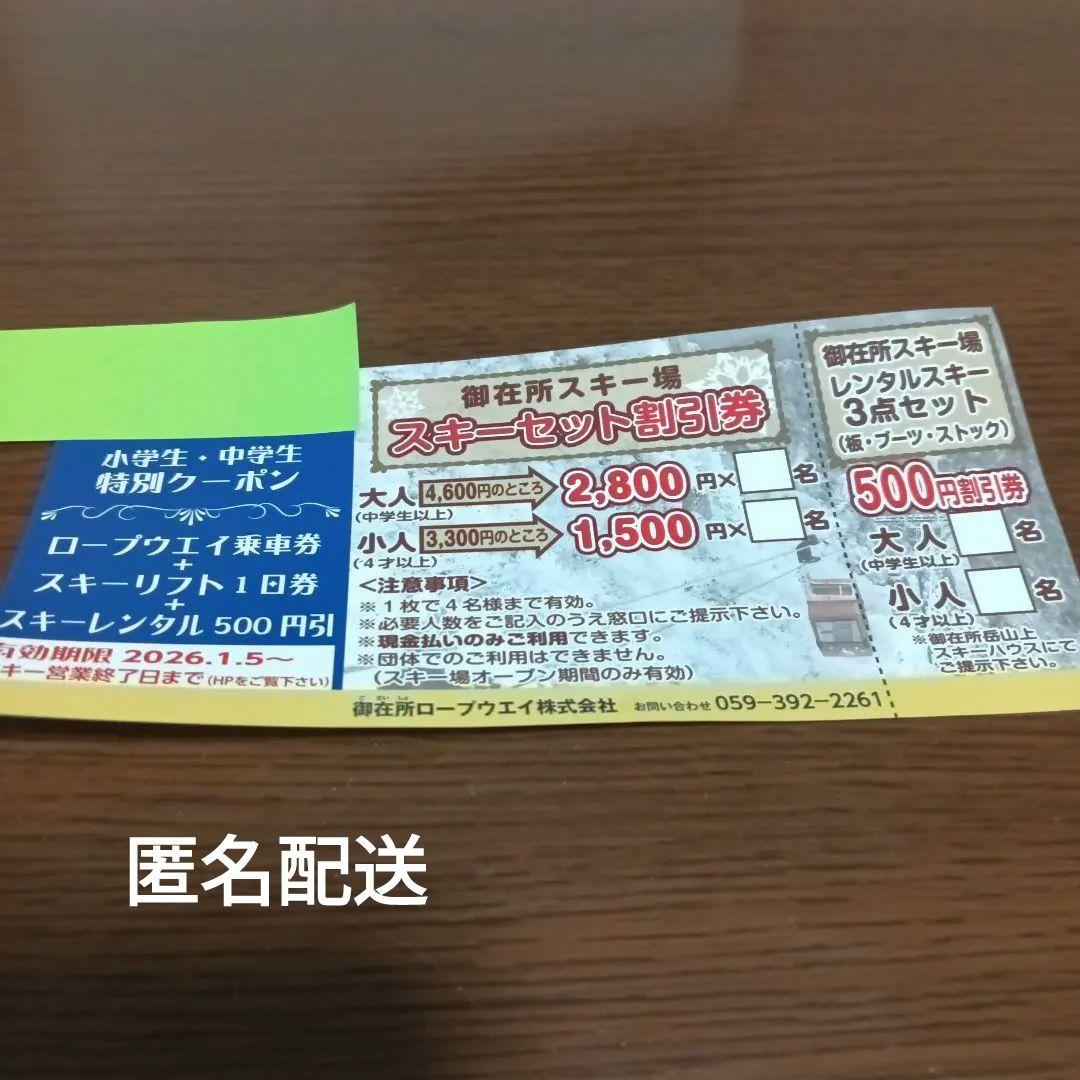 小学生・中学生
特別クーポン
ロープウエイ乗車券
+
スキーリフト1日券
+
スキーレンタル500円引
有効期限 2026.1.5〜
キー営業終了日まで(HPをご覧下さい)
御在所スキー場
スキーセット割引券
大人 4,600円のところ 2,800円×名
(中学生以上)
小人 3,300円のところ 1,500円×名
(4才以上)
<注意事項>
※1枚で4名様まで有効。
※必要人数をご記入のうえ窓口にご提示下さい。
※現金払いのみご利用できます。
※団体でのご利用はできません。
(スキー場オープン期間のみ有効)
ございしょ
御在所ロープウエイ株式会社 お問い合わせ 059-392-2261
御在所スキー場
レンタルスキー
3点セット
(板・ブーツ・ストック)
500円割引券
大人 名
(中学生以上)
小人 名
(4才以上)
※御在所岳山上
スキーハウスにて
ご提示下さい。
匿名配送